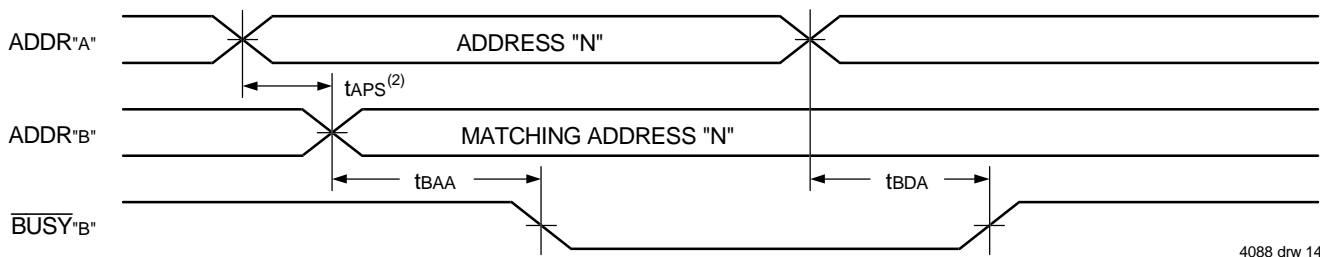 ADDR"A"
ADDRESS "N"
tAPS(2)
ADDR"B"
MATCHING ADDRESS "N"
tBAA
tBDA
BUSY"B"
4088 drw 14